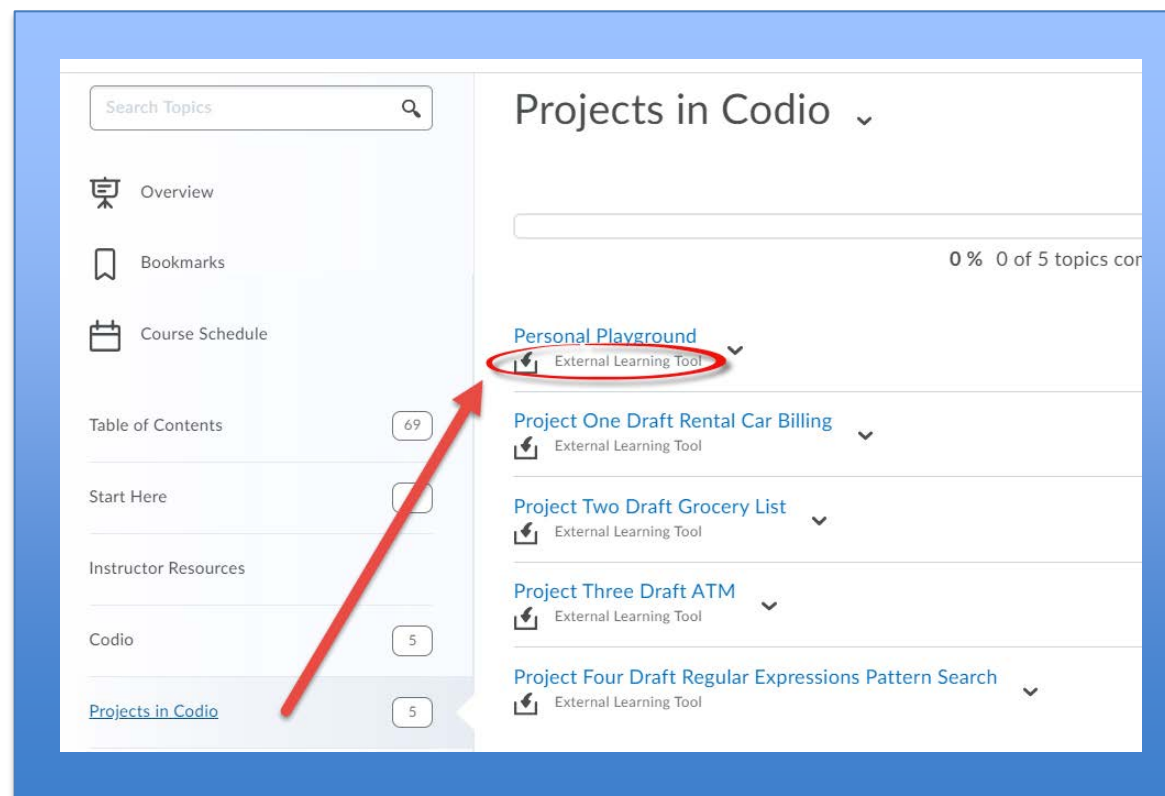 Search Topics
Overview
Bookmarks
Course Schedule
Table of Contents
69
Start Here
Instructor Resources
Codio
5
Projects in Codio
5
Projects in Codio
0 % 0 of 5 topics com
Personal Playground
External Learning Tool
Project One Draft Rental Car Billing
External Learning Tool
Project Two Draft Grocery List
External Learning Tool
Project Three Draft ATM
External Learning Tool
Project Four Draft Regular Expressions Pattern Search
External Learning Tool